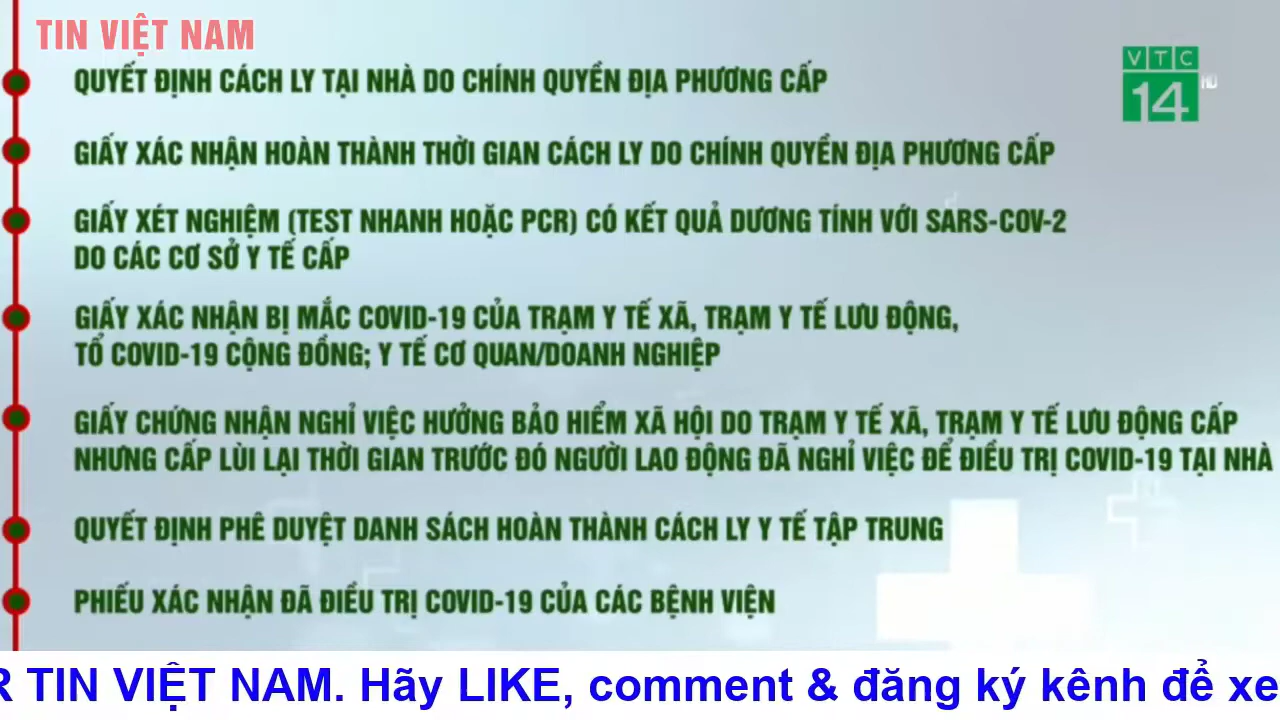 TIN VIỆT NAM
VTC
14
HD
QUYẾT ĐỊNH CÁCH LY TẠI NHÀ DO CHÍNH QUYỀN ĐỊA PHƯƠNG CẤP
GIẤY XÁC NHẬN HOÀN THÀNH THỜI GIAN CÁCH LY DO CHÍNH QUYỀN ĐỊA PHƯƠNG CẤP
GIẤY XÉT NGHIỆM (TEST NHANH HOẶC PCR) CÓ KẾT QUẢ DƯƠNG TÍNH VỚI SARS-COV-2
DO CÁC CƠ SỞ Y TẾ CẤP
GIẤY XÁC NHẬN BỊ MẮC COVID-19 CỦA TRẠM Y TẾ XÃ, TRẠM Y TẾ LƯU ĐỘNG,
TỔ COVID-19 CỘNG ĐỒNG; Y TẾ CƠ QUAN/DOANH NGHIỆP
GIẤY CHỨNG NHẬN NGHỈ VIỆC HƯỞNG BẢO HIỂM XÃ HỘI DO TRẠM Y TẾ XÃ, TRẠM Y TẾ LƯU ĐỘNG CẤP
NHƯNG CẤP LÙI LẠI THỜI GIAN TRƯỚC ĐÓ NGƯỜI LAO ĐỘNG ĐÃ NGHỈ VIỆC ĐỂ ĐIỀU TRỊ COVID-19 TẠI NHÀ
QUYẾT ĐỊNH PHÊ DUYỆT DANH SÁCH HOÀN THÀNH CÁCH LY Y TẾ TẬP TRUNG
PHIẾU XÁC NHẬN ĐÃ ĐIỀU TRỊ COVID-19 CỦA CÁC BỆNH VIỆN
R TIN VIỆT NAM. Hãy LIKE, comment & đăng ký kênh để xe